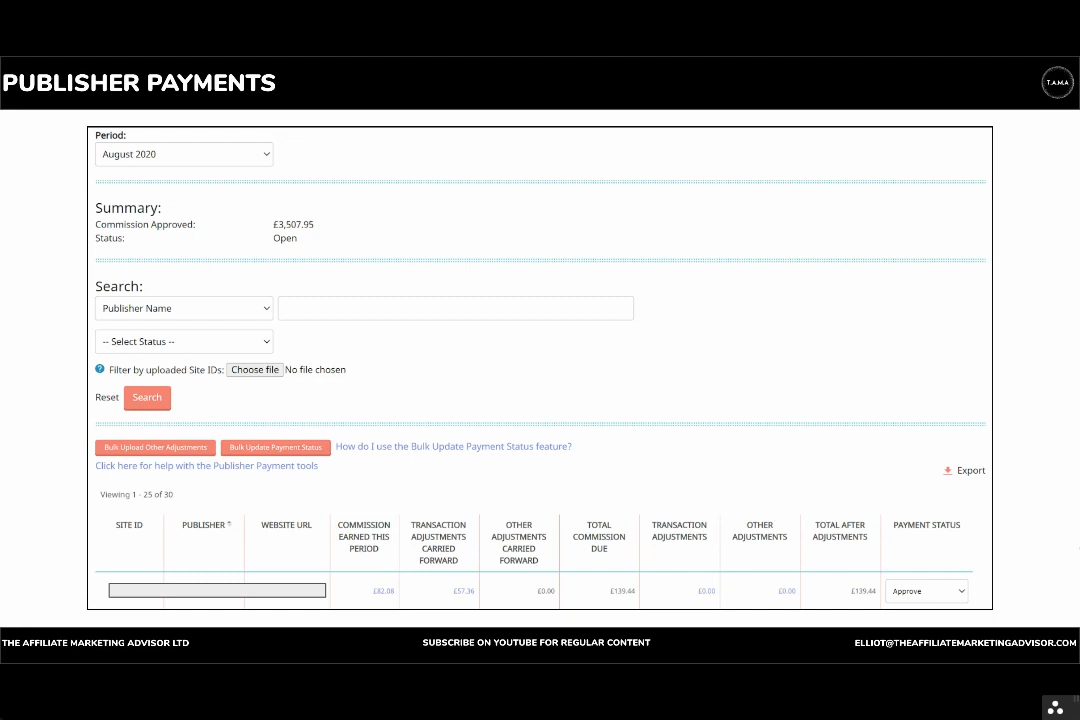 PUBLISHER PAYMENTS
T.A.M.A
Period:
August 2020
Summary:
Commission Approved: £3,507.95
Status: Open
Search:
Publisher Name
-- Select Status --
? Filter by uploaded Site IDs: Choose file No file chosen
Reset Search
Bulk Upload Other Adjustments Bulk Update Payment Status How do I use the Bulk Update Payment Status feature?
Click here for help with the Publisher Payment tools
Export
Viewing 1 - 25 of 30
SITE ID PUBLISHER WEBSITE URL COMMISSION TRANSACTION OTHER TOTAL TRANSACTION OTHER TOTAL AFTER PAYMENT STATUS
EARNED THIS ADJUSTMENTS ADJUSTMENTS COMMISSION ADJUSTMENTS ADJUSTMENTS ADJUSTMENTS
PERIOD CARRIED CARRIED DUE
FORWARD FORWARD
£82.08 £57.36 £0.00 £139.44 £0.00 £0.00 £139.44 Approve
THE AFFILIATE MARKETING ADVISOR LTD SUBSCRIBE ON YOUTUBE FOR REGULAR CONTENT ELLIOT@THEAFFILIATEMARKETINGADVISOR.COM